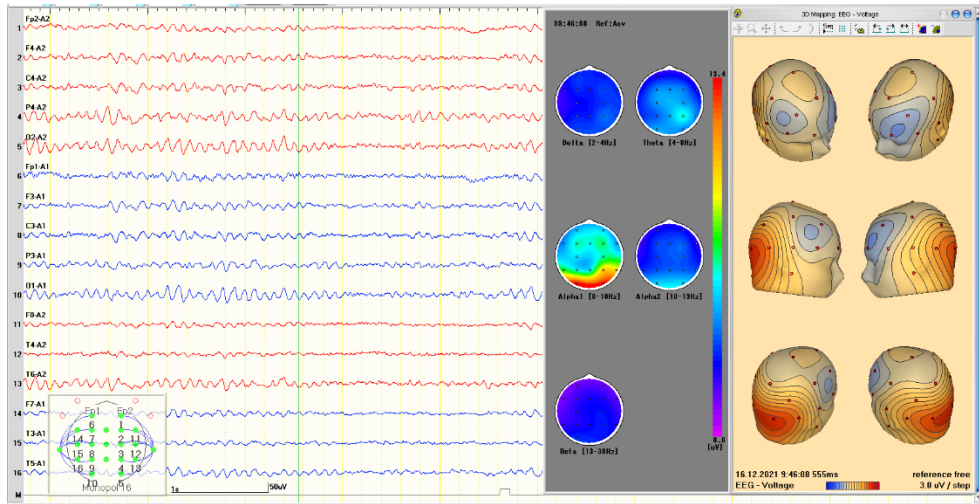 Fp2-A2
1
F4-A2
2
C4-A2
3
P4-A2
4
O2-A2
5
Fp1-A1
6
F3-A1
7
C3-A1
8
P3-A1
9
O1-A1
10
F8-A2
11
T4-A2
12
T6-A2
13
F7-A1
14
T3-A1
15
T5-A1
16
M
Fp1 Fp2
6 1
14 7 2 11
15 8 3 12
16 9 4 13
10 5
Monopol 16
1s
50uV
09:46:08 Ref:Asv
13.4
Delta [2-4Hz] Theta [4-8Hz]
Alpha1 [8-10Hz] Alpha2 [10-13Hz]
Beta [13-30Hz]
0.0
[uV]
3D Mapping: EEG - Voltage
16.12.2021 9:46:08 555ms reference free
EEG - Voltage 3.0 uV / step